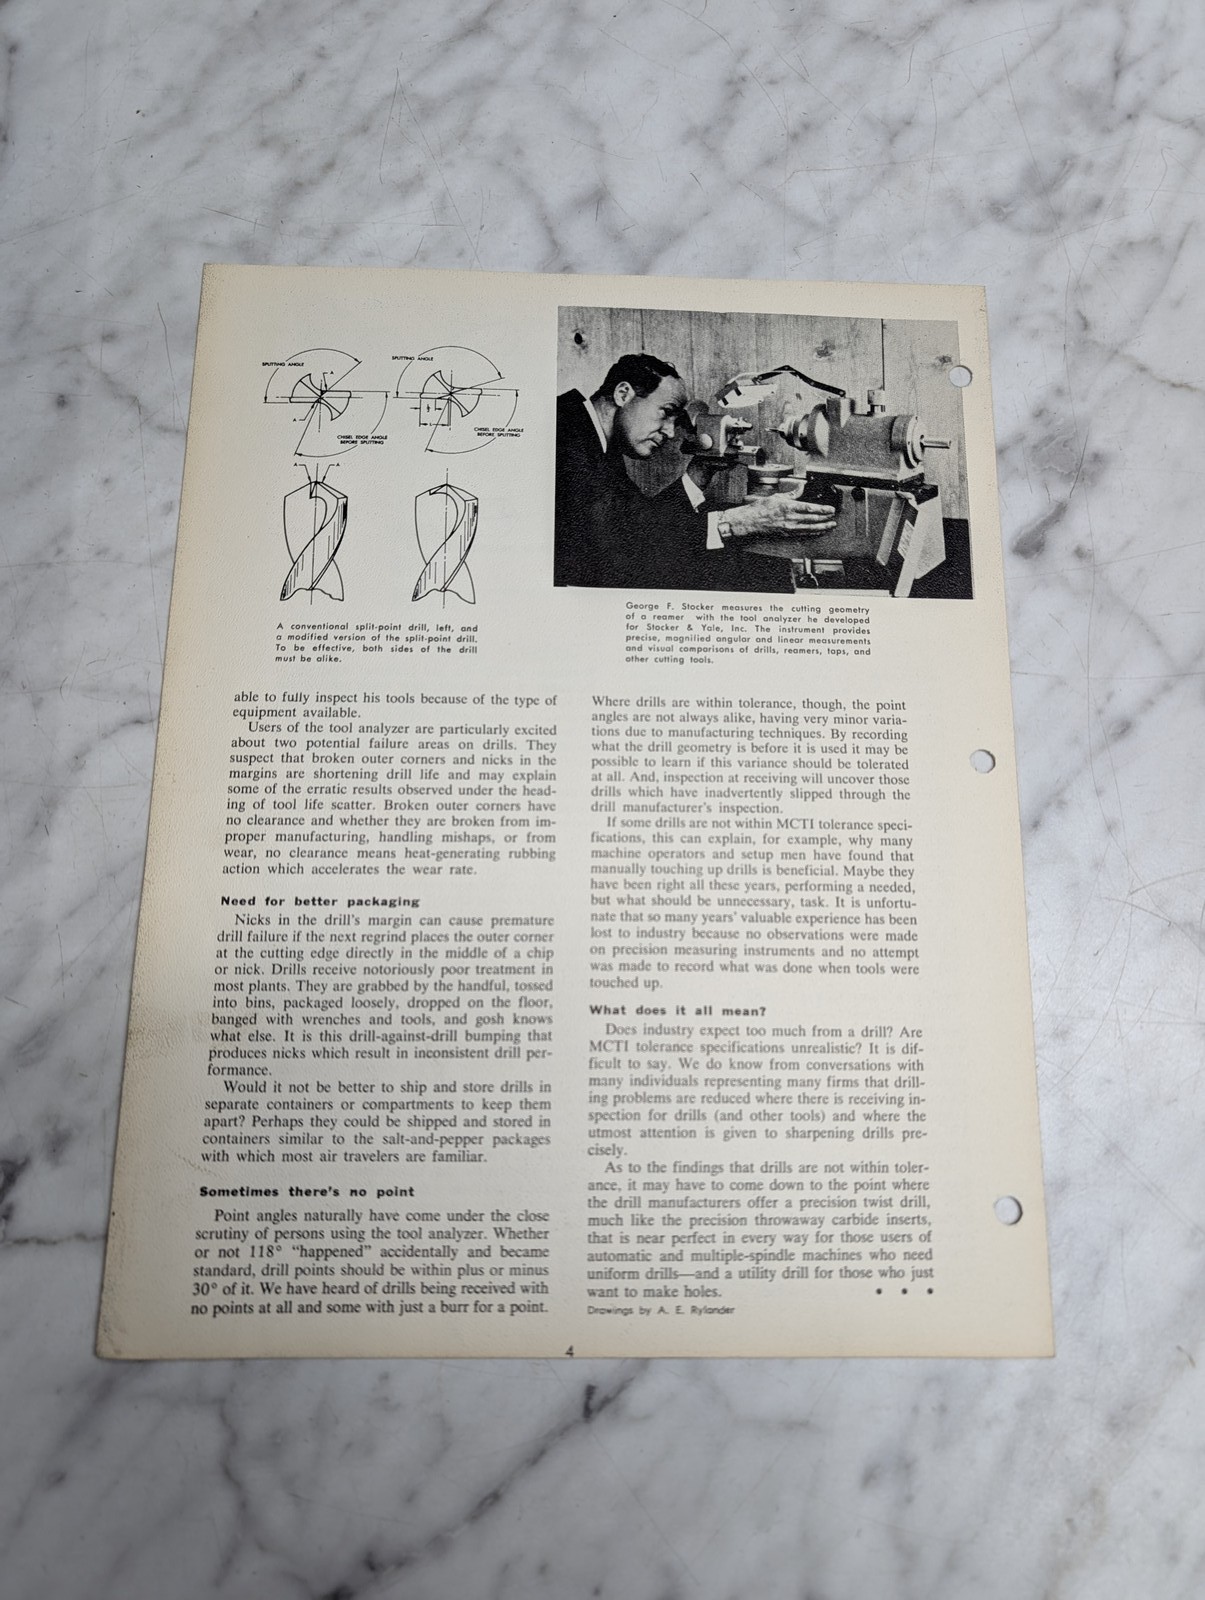 SPLITTING ANGLE
A
A
CHISEL EDGE ANGLE
BEFORE SPLITTING
A
A
SPLITTING ANGLE
CHISEL EDGE ANGLE
BEFORE SPLITTING
A conventional split-point drill, left, and
a modified version of the split-point drill.
To be effective, both sides of the drill
must be alike.
George F. Stocker measures the cutting geometry
of a reamer with the tool analyzer he developed
for Stocker & Yale, Inc. The instrument provides
precise, magnified angular and linear measurements
and visual comparisons of drills, reamers, taps, and
other cutting tools.
able to fully inspect his tools because of the type of
equipment available.
Users of the tool analyzer are particularly excited
about two potential failure areas on drills. They
suspect that broken outer corners and nicks in the
margins are shortening drill life and may explain
some of the erratic results observed under the head-
ing of tool life scatter. Broken outer corners have
no clearance and whether they are broken from im-
proper manufacturing, handling mishaps, or from
wear, no clearance means heat-generating rubbing
action which accelerates the wear rate.
Need for better packaging
Nicks in the drill's margin can cause premature
drill failure if the next regrind places the outer corner
at the cutting edge directly in the middle of a chip
or nick. Drills receive notoriously poor treatment in
most plants. They are grabbed by the handful, tossed
into bins, packaged loosely, dropped on the floor,
banged with wrenches and tools, and gosh knows
what else. It is this drill-against-drill bumping that
produces nicks which result in inconsistent drill per-
formance.
Would it not be better to ship and store drills in
separate containers or compartments to keep them
apart? Perhaps they could be shipped and stored in
containers similar to the salt-and-pepper packages
with which most air travelers are familiar.
Sometimes there's no point
Point angles naturally have come under the close
scrutiny of persons using the tool analyzer. Whether
or not 118° "happened" accidentally and became
standard, drill points should be within plus or minus
30° of it. We have heard of drills being received with
no points at all and some with just a burr for a point.
Where drills are within tolerance, though, the point
angles are not always alike, having very minor varia-
tions due to manufacturing techniques. By recording
what the drill geometry is before it is used it may be
possible to learn if this variance should be tolerated
at all. And, inspection at receiving will uncover those
drills which have inadvertently slipped through the
drill manufacturer's inspection.
If some drills are not within MCTI tolerance speci-
fications, this can explain, for example, why many
machine operators and setup men have found that
manually touching up drills is beneficial. Maybe they
have been right all these years, performing a needed,
but what should be unnecessary, task. It is unfortu-
nate that so many years' valuable experience has been
lost to industry because no observations were made
on precision measuring instruments and no attempt
was made to record what was done when tools were
touched up.
What does it all mean?
Does industry expect too much from a drill? Are
MCTI tolerance specifications unrealistic? It is dif-
ficult to say. We do know from conversations with
many individuals representing many firms that drill-
ing problems are reduced where there is receiving in-
spection for drills (and other tools) and where the
utmost attention is given to sharpening drills pre-
cisely.
As to the findings that drills are not within toler-
ance, it may have to come down to the point where
the drill manufacturers offer a precision twist drill,
much like the precision throwaway carbide inserts,
that is near perfect in every way for those users of
automatic and multiple-spindle machines who need
uniform drills—and a utility drill for those who just
want to make holes. • • •
Drawings by A. E. Rylander
4